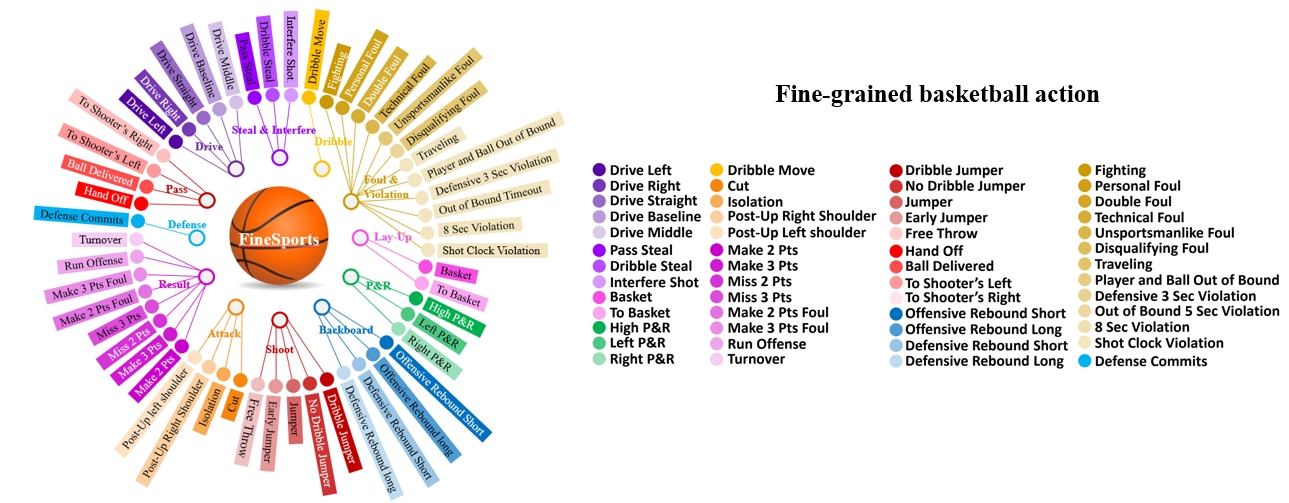 Fine-grained basketball action
FineSports
Drive
Steal & Interfere
Dribble
Foul &
Violation
Lay-Up
P&R
Backboard
Shoot
Attack
Result
Defense
Pass
Drive Left
Drive Right
Drive Straight
Drive Baseline
Drive Middle
Pass Steal
Dribble Steal
Interfere Shot
Dribble Move
Fighting
Personal Foul
Double Foul
Technical Foul
Unsportsmanlike Foul
Disqualifying Foul
Traveling
Player and Ball Out of Bound
Defensive 3 Sec Violation
Out of Bound Timeout
8 Sec Violation
Shot Clock Violation
Basket
To Basket
High P&R
Left P&R
Right P&R
Offensive Rebound Short
Offensive Rebound long
Defensive Rebound Short
Defensive Rebound long
Dribble Jumper
No Dribble Jumper
Jumper
Early Jumper
Free Throw
Cut
Isolation
Post-Up Right Shoulder
Post-Up left shoulder
Make 2 Pts
Make 3 Pts
Miss 2 Pts
Miss 3 Pts
Make 2 Pts Foul
Make 3 Pts Foul
Run Offense
Turnover
Defense Commits
Hand Off
Ball Delivered
To Shooter's Left
To Shooter's Right
Drive Left
Drive Right
Drive Straight
Drive Baseline
Drive Middle
Pass Steal
Dribble Steal
Interfere Shot
Basket
To Basket
High P&R
Left P&R
Right P&R
Dribble Move
Cut
Isolation
Post-Up Right Shoulder
Post-Up Left shoulder
Make 2 Pts
Make 3 Pts
Miss 2 Pts
Miss 3 Pts
Make 2 Pts Foul
Make 3 Pts Foul
Run Offense
Turnover
Dribble Jumper
No Dribble Jumper
Jumper
Early Jumper
Free Throw
Hand Off
Ball Delivered
To Shooter's Left
To Shooter's Right
Offensive Rebound Short
Offensive Rebound Long
Defensive Rebound Short
Defensive Rebound Long
Fighting
Personal Foul
Double Foul
Technical Foul
Unsportsmanlike Foul
Disqualifying Foul
Traveling
Player and Ball Out of Bound
Defensive 3 Sec Violation
Out of Bound 5 Sec Violation
8 Sec Violation
Shot Clock Violation
Defense Commits